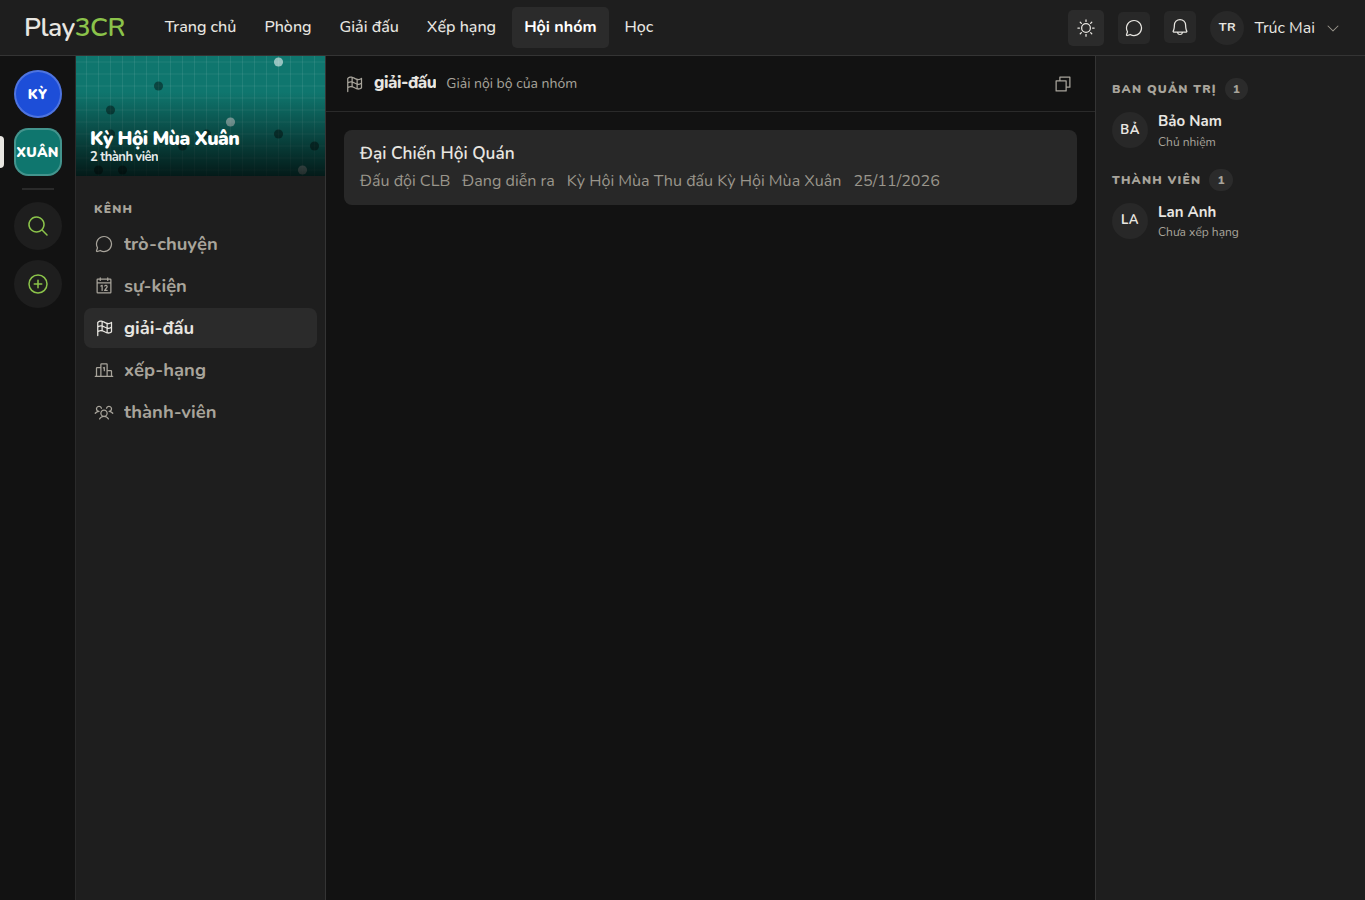 Play3CR
Trang chủ
Phòng
Giải đấu
Xếp hạng
Hội nhóm
Học
TR
Trúc Mai
KỲ
XUÂN
Kỳ Hội Mùa Xuân
2 thành viên
KÊNH
trò-chuyện
12
sự-kiện
giải-đấu
xếp-hạng
thành-viên
giải-đấu Giải nội bộ của nhóm
Đại Chiến Hội Quán
Đấu đội CLB Đang diễn ra Kỳ Hội Mùa Thu đấu Kỳ Hội Mùa Xuân 25/11/2026
BAN QUẢN TRỊ 1
BẢ
Bảo Nam
Chủ nhiệm
THÀNH VIÊN 1
LA
Lan Anh
Chưa xếp hạng